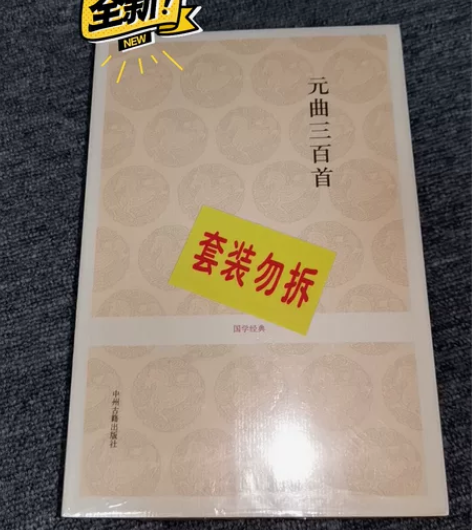 全新!
NEW
元曲三百首
套装勿拆
国学经典
中州古籍出版社